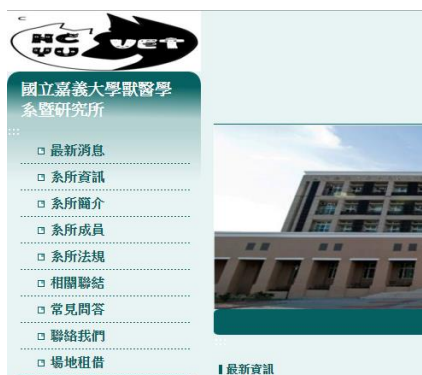 NC
YU VET
國立嘉義大學獸醫學
系暨研究所
:::
最新消息
系所資訊
系所簡介
系所成員
系所法規
相關聯結
常見問答
聯絡我們
場地租借
:::
最新資訊